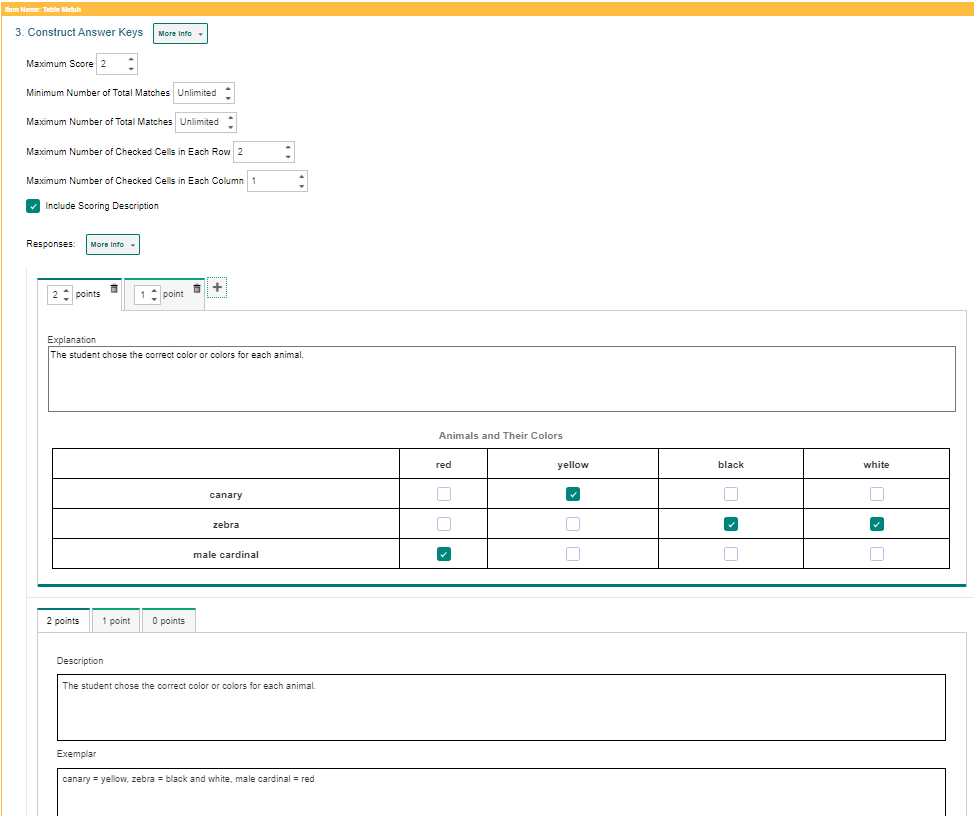 Item Name: Table Match
3. Construct Answer Keys More Info
Maximum Score 2
Minimum Number of Total Matches Unlimited
Maximum Number of Total Matches Unlimited
Maximum Number of Checked Cells in Each Row 2
Maximum Number of Checked Cells in Each Column 1
Include Scoring Description
Responses: More Info
2 points 1 point +
Explanation
The student chose the correct color or colors for each animal.
Animals and Their Colors
red yellow black white
canary
zebra
male cardinal
2 points 1 point 0 points
Description
The student chose the correct color or colors for each animal.
Exemplar
canary = yellow, zebra = black and white, male cardinal = red